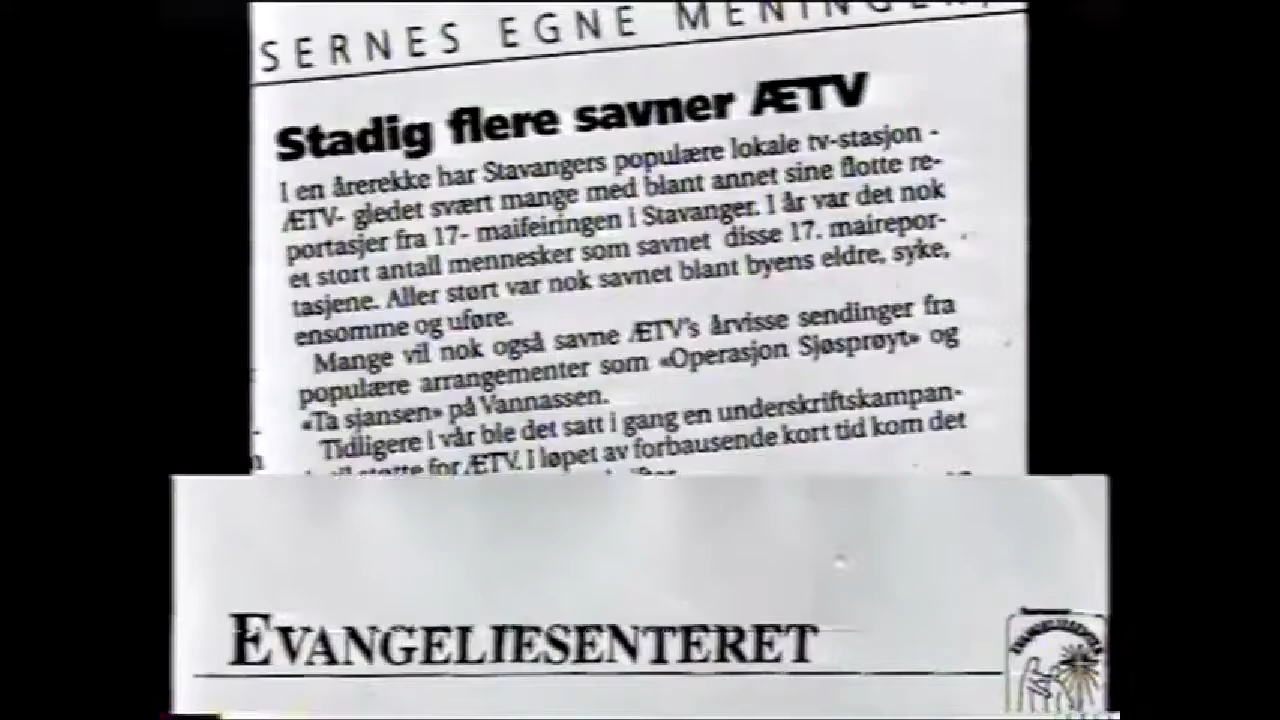 SERNES EGNE MENINGER
Stadig flere savner ÆTV
I en årerekke har Stavangers populære lokale tv-stasjon -
ÆTV- gledet svært mange med blant annet sine flotte re-
portasjer fra 17- maifeiringen i Stavanger. I år var det nok
et stort antall mennesker som savnet disse 17. mairepor-
tasjene. Aller størt var nok savnet blant byens eldre, syke,
ensomme og uføre.
Mange vil nok også savne ÆTV's årvisse sendinger fra
populære arrangementer som «Operasjon Sjøsprøyt» og
«Ta sjansen» på Vannassen.
Tidligere i vår ble det satt i gang en underskriftskampan-
til støtte for ÆTV. I løpet av forbausende kort tid kom det
EVANGELIESENTERET